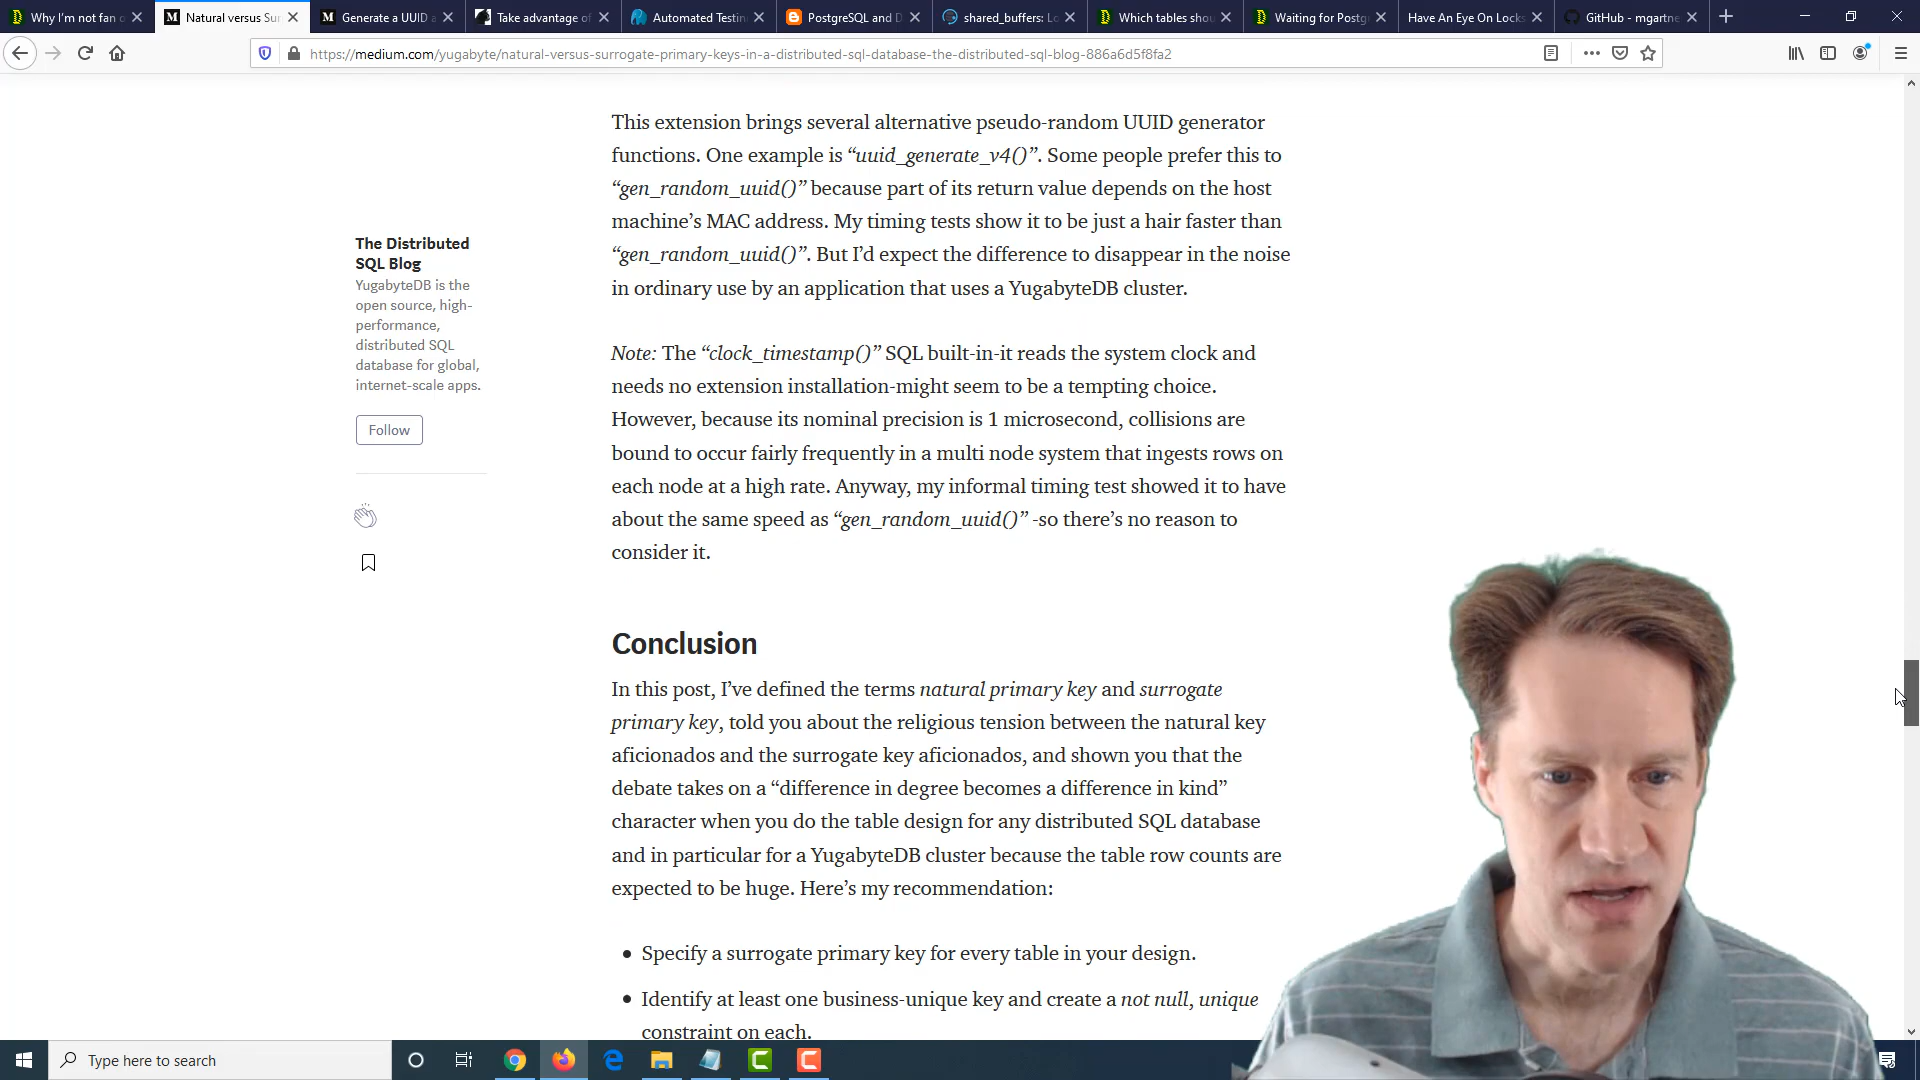 Why I'm not fan o
Natural versus Su
Generate a UUID a
Take advantage of
Automated Testin
PostgreSQL and D
shared_buffers: Lo
Which tables shou
Waiting for Postg
Have An Eye On Locks
GitHub - mgartne
https://medium.com/yugabyte/natural-versus-surrogate-primary-keys-in-a-distributed-sql-database-the-distributed-sql-blog-886a6d5f8fa2
The Distributed
SQL Blog
YugabyteDB is the
open source, high-
performance,
distributed SQL
database for global,
internet-scale apps.
Follow
This extension brings several alternative pseudo-random UUID generator
functions. One example is “uuid_generate_v4()”. Some people prefer this to
“gen_random_uuid()” because part of its return value depends on the host
machine’s MAC address. My timing tests show it to be just a hair faster than
“gen_random_uuid()”. But I’d expect the difference to disappear in the noise
in ordinary use by an application that uses a YugabyteDB cluster.
Note: The “clock_timestamp()” SQL built-in-it reads the system clock and
needs no extension installation-might seem to be a tempting choice.
However, because its nominal precision is 1 microsecond, collisions are
bound to occur fairly frequently in a multi node system that ingests rows on
each node at a high rate. Anyway, my informal timing test showed it to have
about the same speed as “gen_random_uuid()” -so there’s no reason to
consider it.
Conclusion
In this post, I’ve defined the terms natural primary key and surrogate
primary key, told you about the religious tension between the natural key
aficionados and the surrogate key aficionados, and shown you that the
debate takes on a “difference in degree becomes a difference in kind”
character when you do the table design for any distributed SQL database
and in particular for a YugabyteDB cluster because the table row counts are
expected to be huge. Here’s my recommendation:
• Specify a surrogate primary key for every table in your design.
• Identify at least one business-unique key and create a not null, unique
constraint on each.
Type here to search